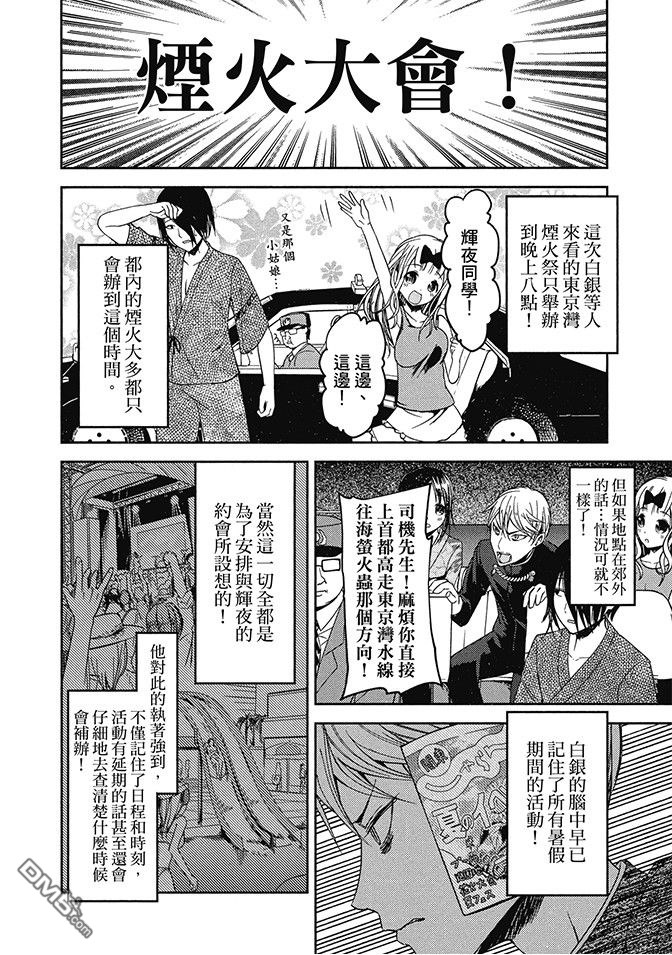 煙火大會！
這次白銀等人
來看的東京灣
煙火祭只舉辦
到晚上八點！
輝夜同學！
這邊、
這邊！
又是那個
小姑娘…
都內的煙火大多都只
會辦到這個時間。
但如果地點在郊外
的話…情況可就不
一樣了！
司機先生！麻煩你直接
上首都高走東京灣水線
往海螢火蟲那個方向！
當然這一切全都是
為了安排與輝夜的
約會所設想的！
他對此的執著強到，
不僅記住了日程和時刻，
活動有延期的話甚至還會
仔細地去查清楚什麼時候
會補辦！
白銀的腦中早已
記住了所有暑假
期間的活動！
関東
夏のイベ
DM5.com